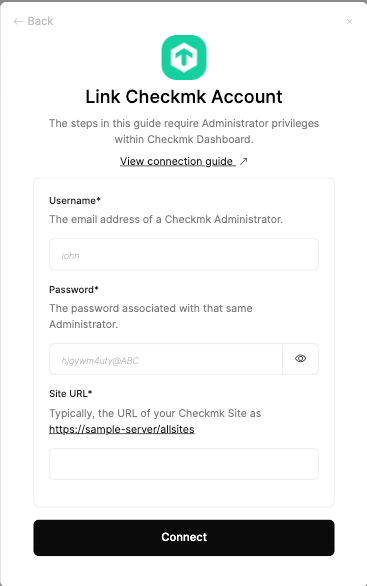 ← Back ×
Link Checkmk Account
The steps in this guide require Administrator privileges
within Checkmk Dashboard.
View connection guide ↗
Username*
The email address of a Checkmk Administrator.
john
Password*
The password associated with that same
Administrator.
hjgywm4uty@ABC
Site URL*
Typically, the URL of your Checkmk Site as
https://sample-server/allsites
Connect